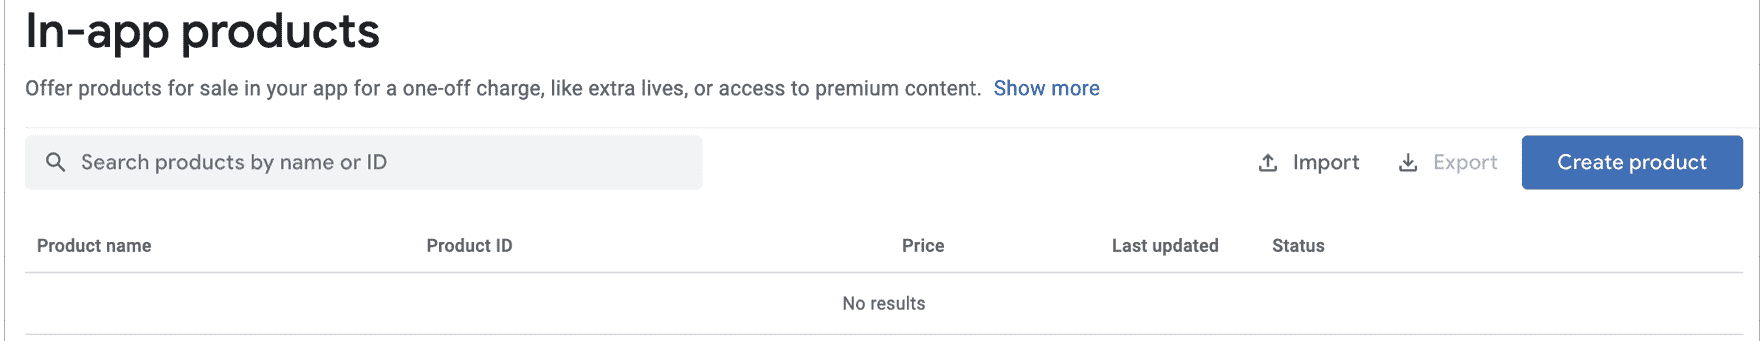 In-app products
Offer products for sale in your app for a one-off charge, like extra lives, or access to premium content. Show more
Search products by name or ID Import Export Create product
Product name Product ID Price Last updated Status
No results